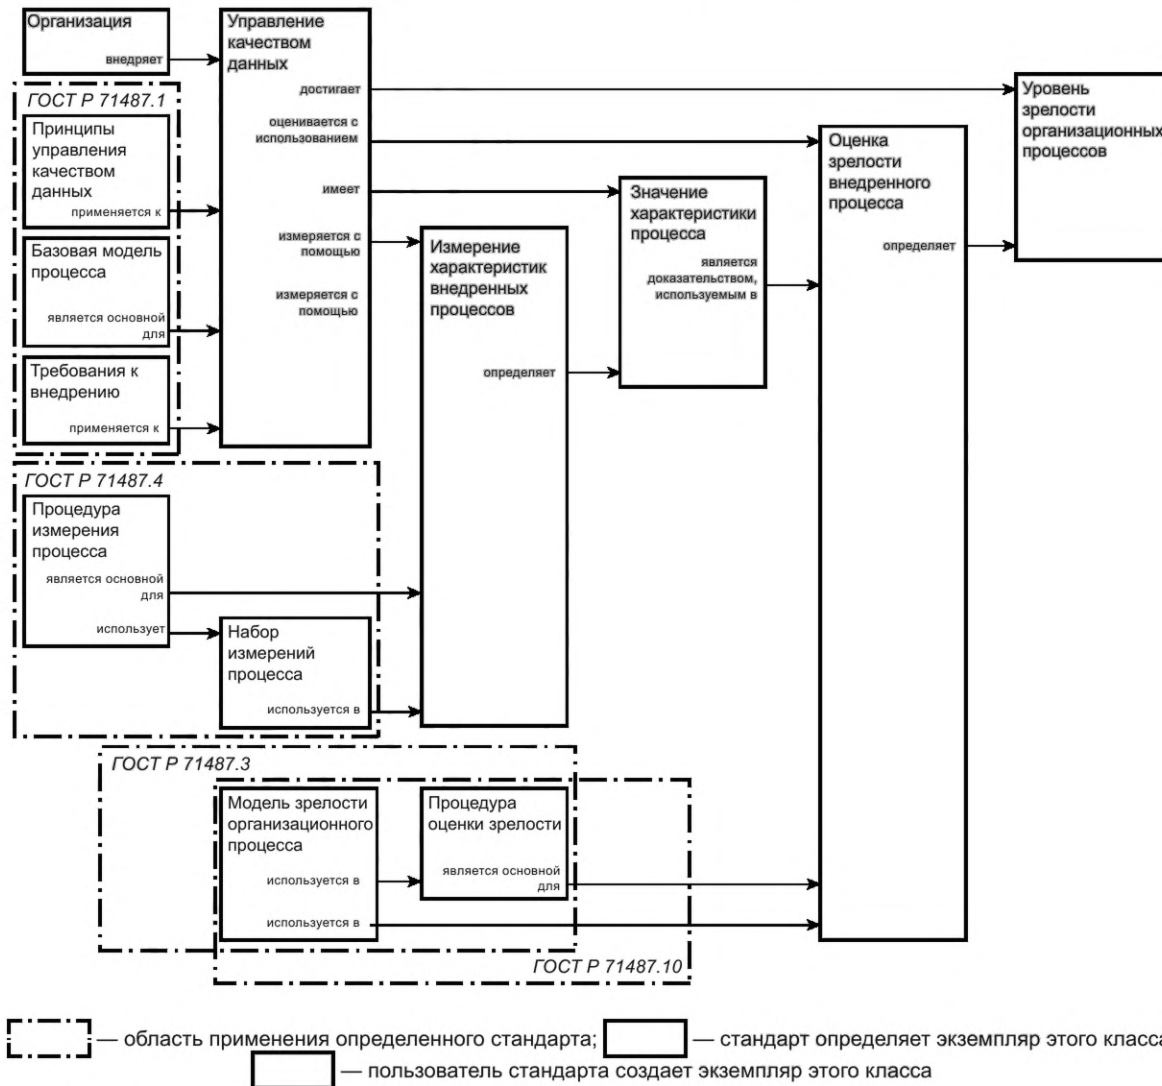 Организация
внедряет
ГОСТ Р 71487.1
Принципы
управления
качеством
данных
применяется к
Базовая модель
процесса
является основной
для
Требования к
внедрению
применяется к
Управление
качеством
данных
достигает
оценивается с
использованием
имеет
измеряется с
помощью
измеряется с
помощью
Измерение
характеристик
внедренных
процессов
определяет
Значение
характеристики
процесса
является
доказательством,
используемым в
Оценка
зрелости
внедренного
процесса
определяет
Уровень
зрелости
организационных
процессов
ГОСТ Р 71487.4
Процедура
измерения
процесса
является основной
для
использует
Набор
измерений
процесса
используется в
ГОСТ Р 71487.3
Модель зрелости
организационного
процесса
используется в
используется в
Процедура
оценки зрелости
является основной
для
ГОСТ Р 71487.10
— область применения определенного стандарта; — стандарт определяет экземпляр этого класса
— пользователь стандарта создает экземпляр этого класса